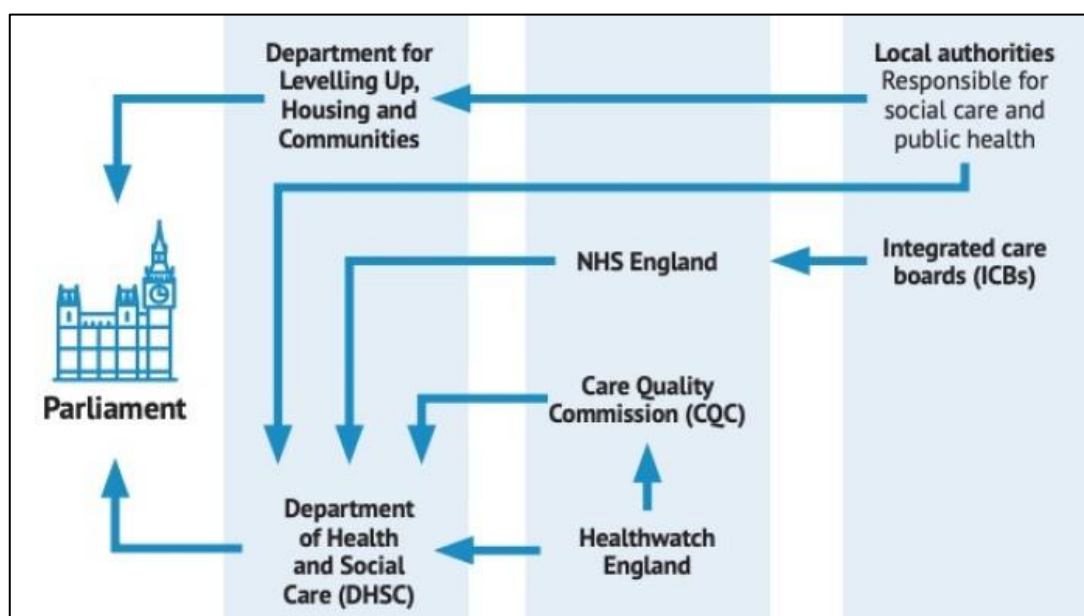 Department for
Levelling Up,
Housing and
Communities
Local authorities
Responsible for
social care and
public health
NHS England
Integrated care
boards (ICBs)
Parliament
Care Quality
Commission (CQC)
Department
of Health
and Social
Care (DHSC)
Healthwatch
England